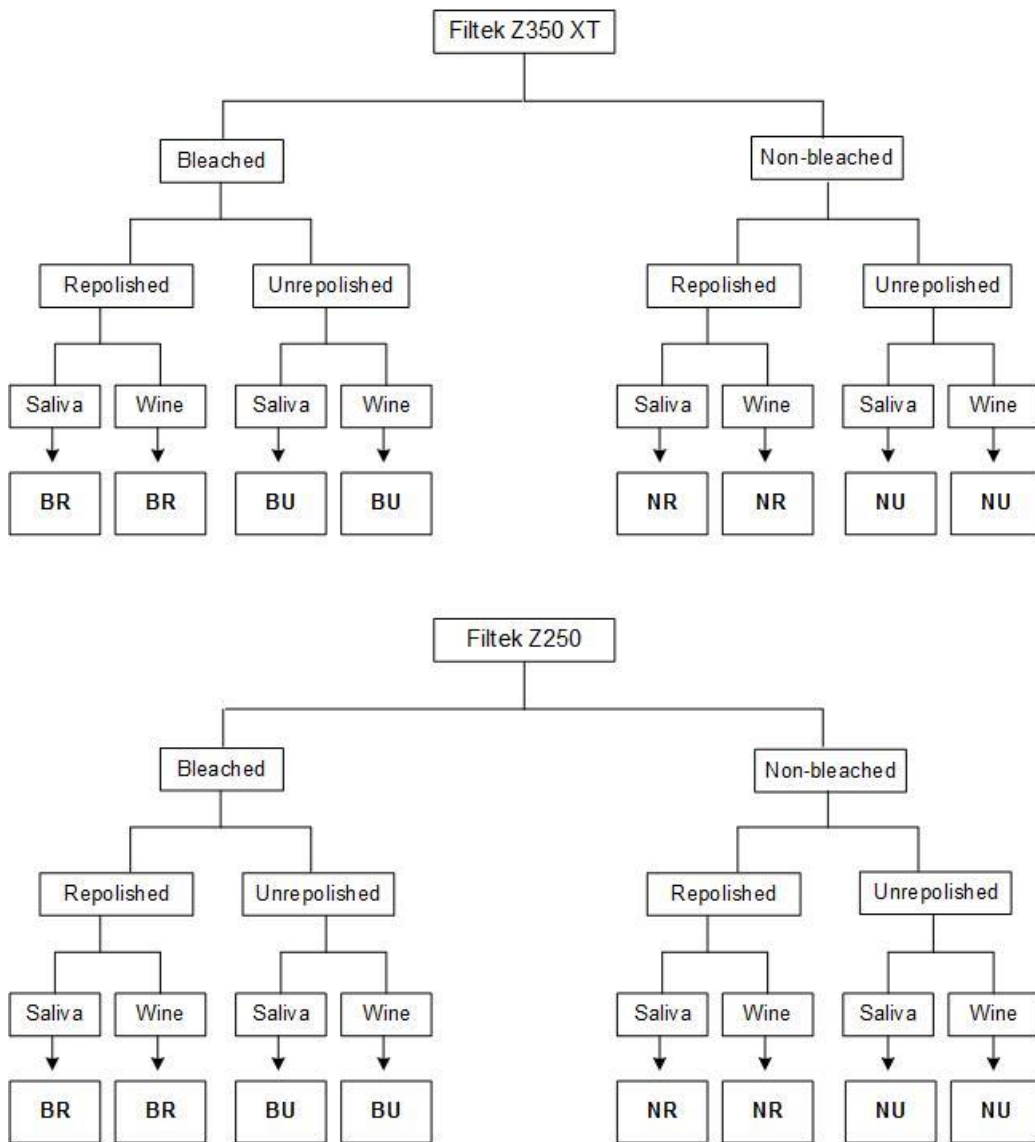 Filtek Z350 XT
Bleached
Non-bleached
Repolished
Unrepolished
Repolished
Unrepolished
Saliva
Wine
Saliva
Wine
Saliva
Wine
Saliva
Wine
BR
BR
BU
BU
NR
NR
NU
NU
Filtek Z250
Bleached
Non-bleached
Repolished
Unrepolished
Repolished
Unrepolished
Saliva
Wine
Saliva
Wine
Saliva
Wine
Saliva
Wine
BR
BR
BU
BU
NR
NR
NU
NU